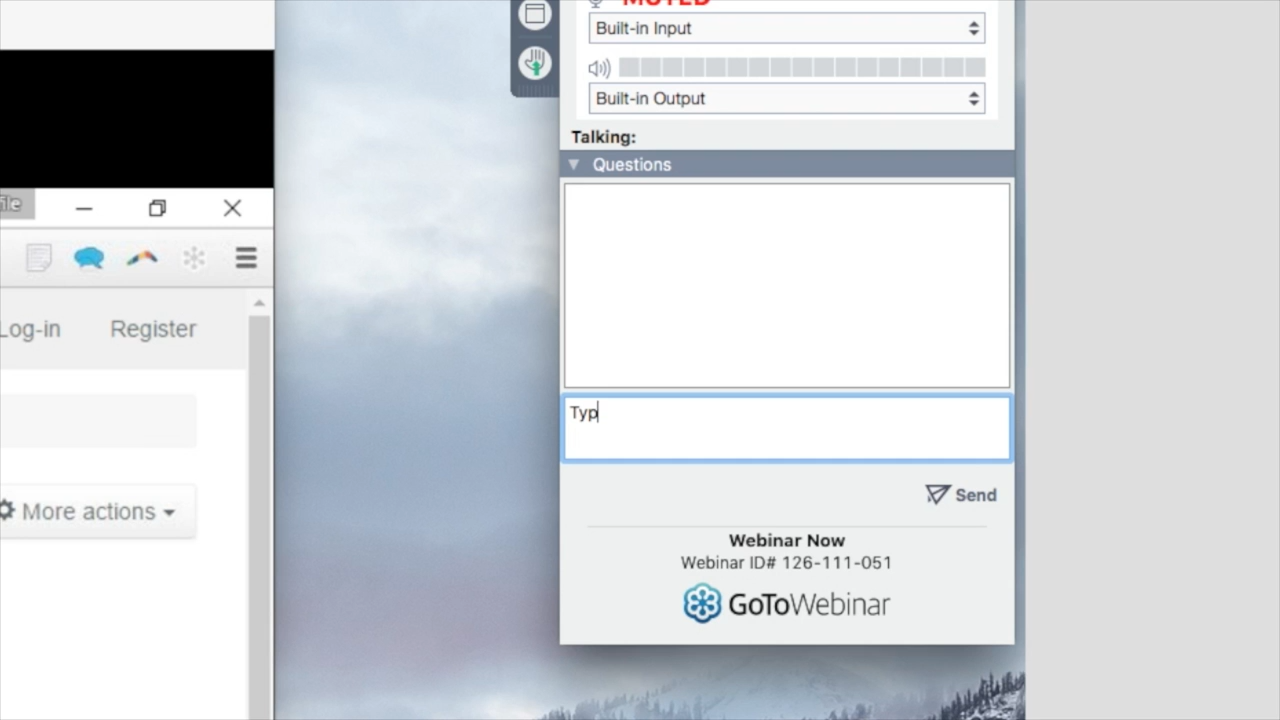 MUTED
Built-in Input
Built-in Output
Talking:
Questions
Typ
Send
Webinar Now
Webinar ID# 126-111-051
GoToWebinar
Log-in
Register
More actions